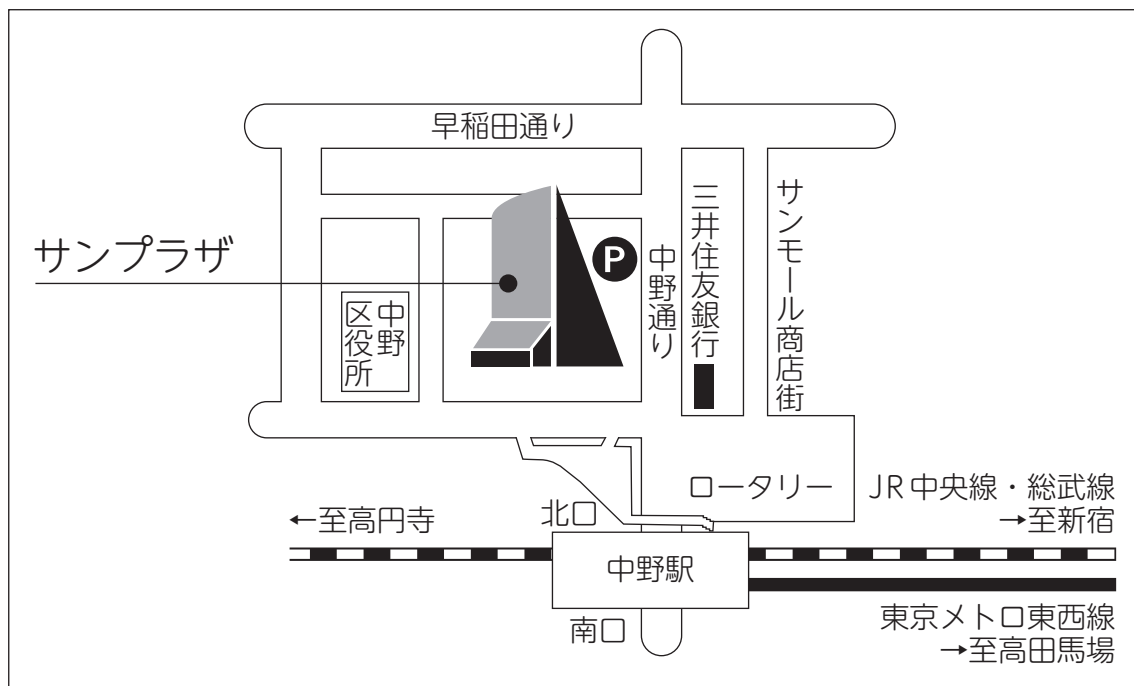 早稲田通り
サンプラザ
P
中野通り
三井住友銀行
サンモール商店街
中野
区役所
ロータリー
JR中央線・総武線
→至新宿
←至高円寺
北口
中野駅
南口
東京メトロ東西線
→至高田馬場